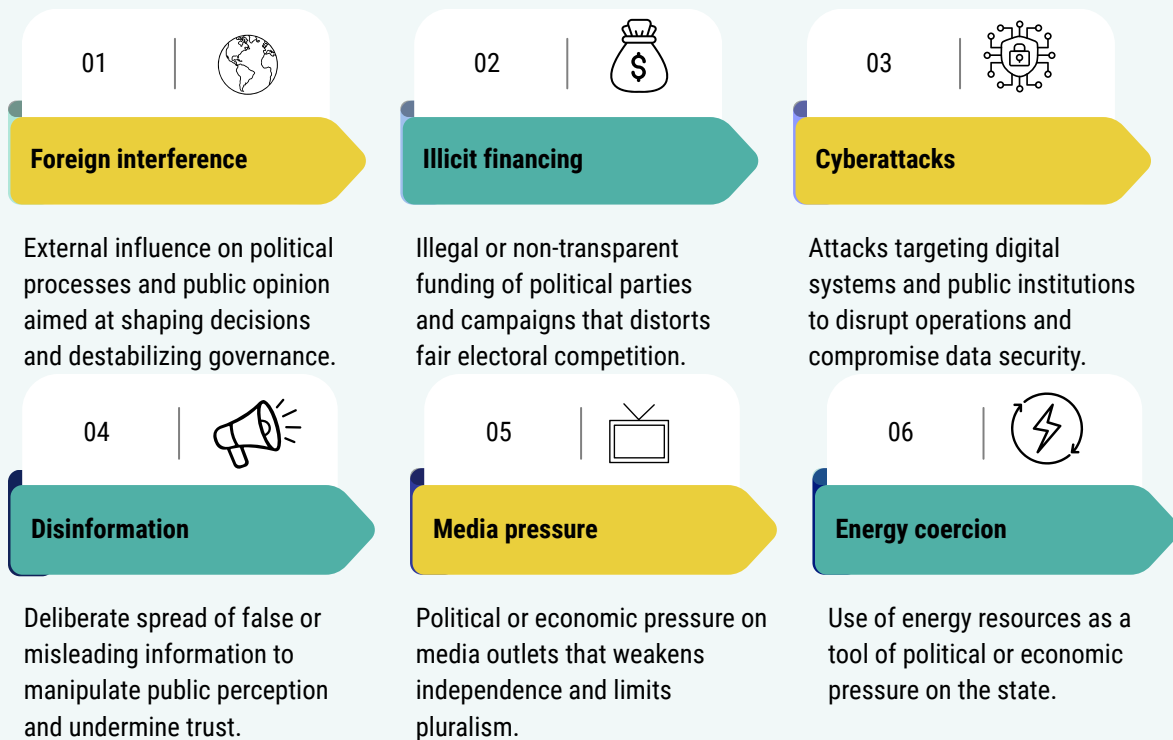 01
Foreign interference
External influence on political
processes and public opinion
aimed at shaping decisions
and destabilizing governance.
02
$
Illicit financing
Illegal or non-transparent
funding of political parties
and campaigns that distorts
fair electoral competition.
03
Cyberattacks
Attacks targeting digital
systems and public institutions
to disrupt operations and
compromise data security.
04
Disinformation
Deliberate spread of false or
misleading information to
manipulate public perception
and undermine trust.
05
Media pressure
Political or economic pressure on
media outlets that weakens
independence and limits
pluralism.
06
Energy coercion
Use of energy resources as a
tool of political or economic
pressure on the state.